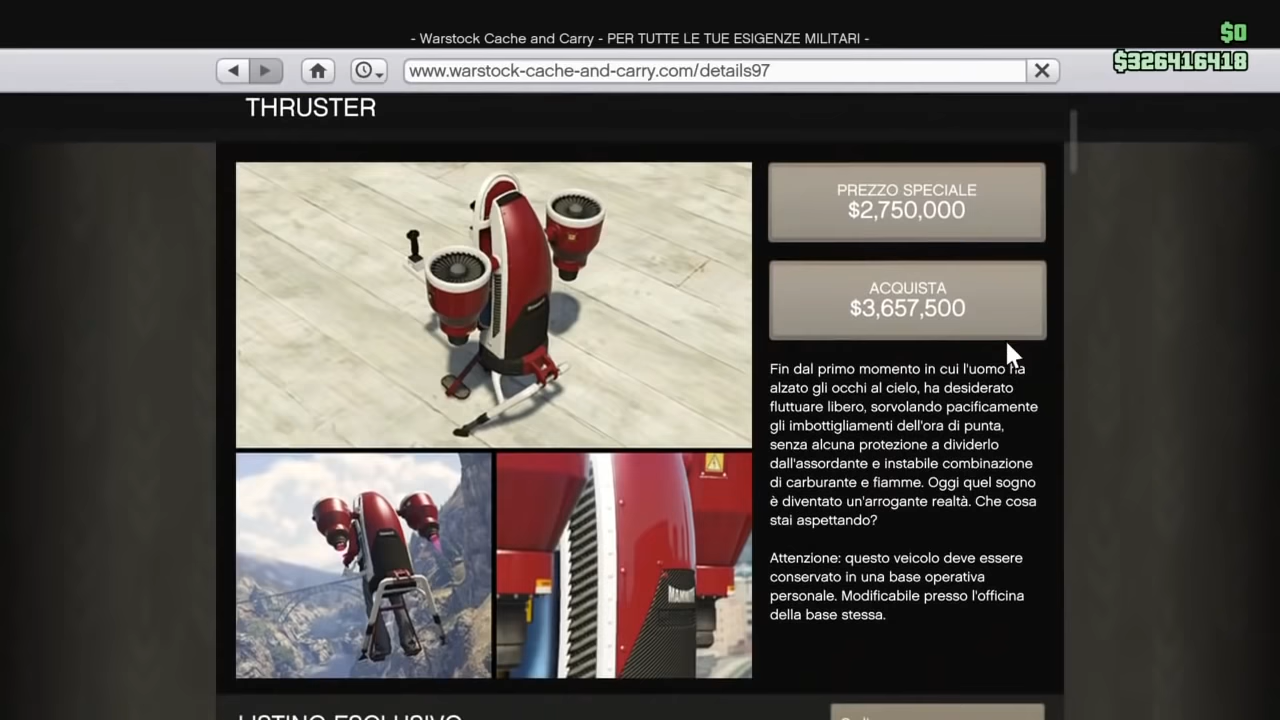 - Warstock Cache and Carry - PER TUTTE LE TUE ESIGENZE MILITARI -
$0
$326416418
www.warstock-cache-and-carry.com/details97
THRUSTER
PREZZO SPECIALE
$2,750,000
ACQUISTA
$3,657,500
Fin dal primo momento in cui l'uomo ha
alzato gli occhi al cielo, ha desiderato
fluttuare libero, sorvolando pacificamente
gli imbottigliamenti dell'ora di punta,
senza alcuna protezione a dividerlo
dall'assordante e instabile combinazione
di carburante e fiamme. Oggi quel sogno
è diventato un'arrogante realtà. Che cosa
stai aspettando?
Attenzione: questo veicolo deve essere
conservato in una base operativa
personale. Modificabile presso l'officina
della base stessa.
LISTINO ESCLUSIVO